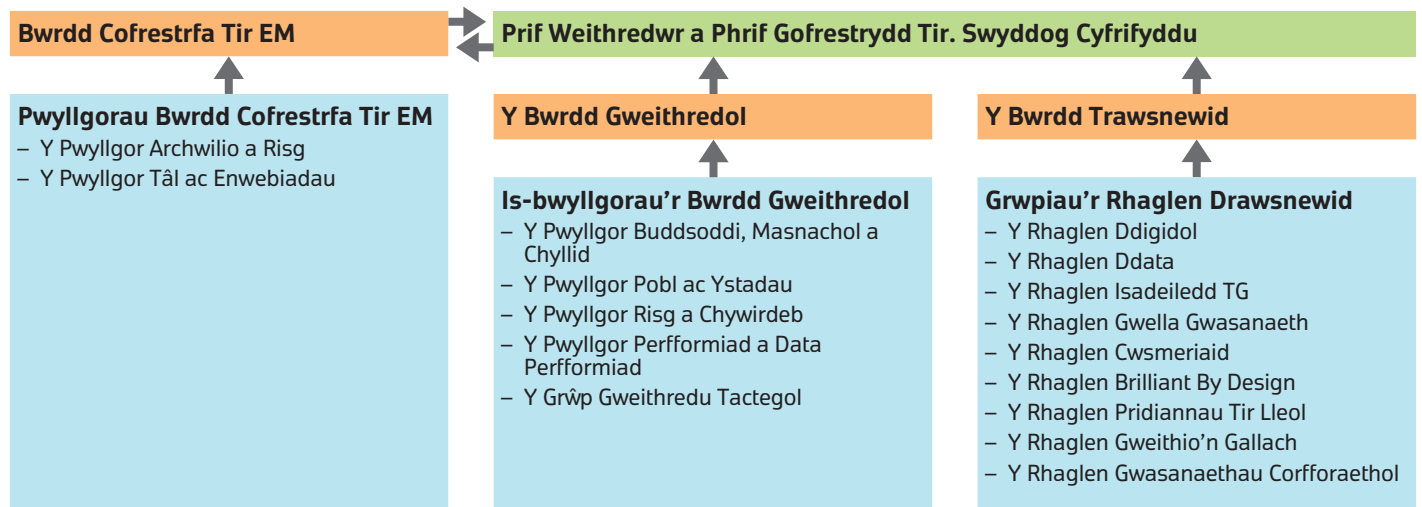 Bwrdd Cofrestrfa Tir EM
Prif Weithredwr a Phrif Gofrestrydd Tir. Swyddog Cyfrifyddu
Pwyllgorau Bwrdd Cofrestrfa Tir EM
– Y Pwyllgor Archwilio a Risg
– Y Pwyllgor Tâl ac Enwebiadau
Y Bwrdd Gweithredol
Is-bwyllgorau'r Bwrdd Gweithredol
– Y Pwyllgor Buddsoddi, Masnachol a
Chyllid
– Y Pwyllgor Pobl ac Ystadau
– Y Pwyllgor Risg a Chywirdeb
– Y Pwyllgor Perfformiad a Data
Perfformiad
– Y Grŵp Gweithredu Tactegol
Y Bwrdd Trawsnewid
Grwpiau'r Rhaglen Drawsnewid
– Y Rhaglen Ddigidol
– Y Rhaglen Ddata
– Y Rhaglen Isadeiledd TG
– Y Rhaglen Gwella Gwasanaeth
– Y Rhaglen Cwsmeriaid
– Y Rhaglen Brilliant By Design
– Y Rhaglen Pridiannau Tir Lleol
– Y Rhaglen Gweithio’n Gallach
– Y Rhaglen Gwasanaethau Corfforaethol